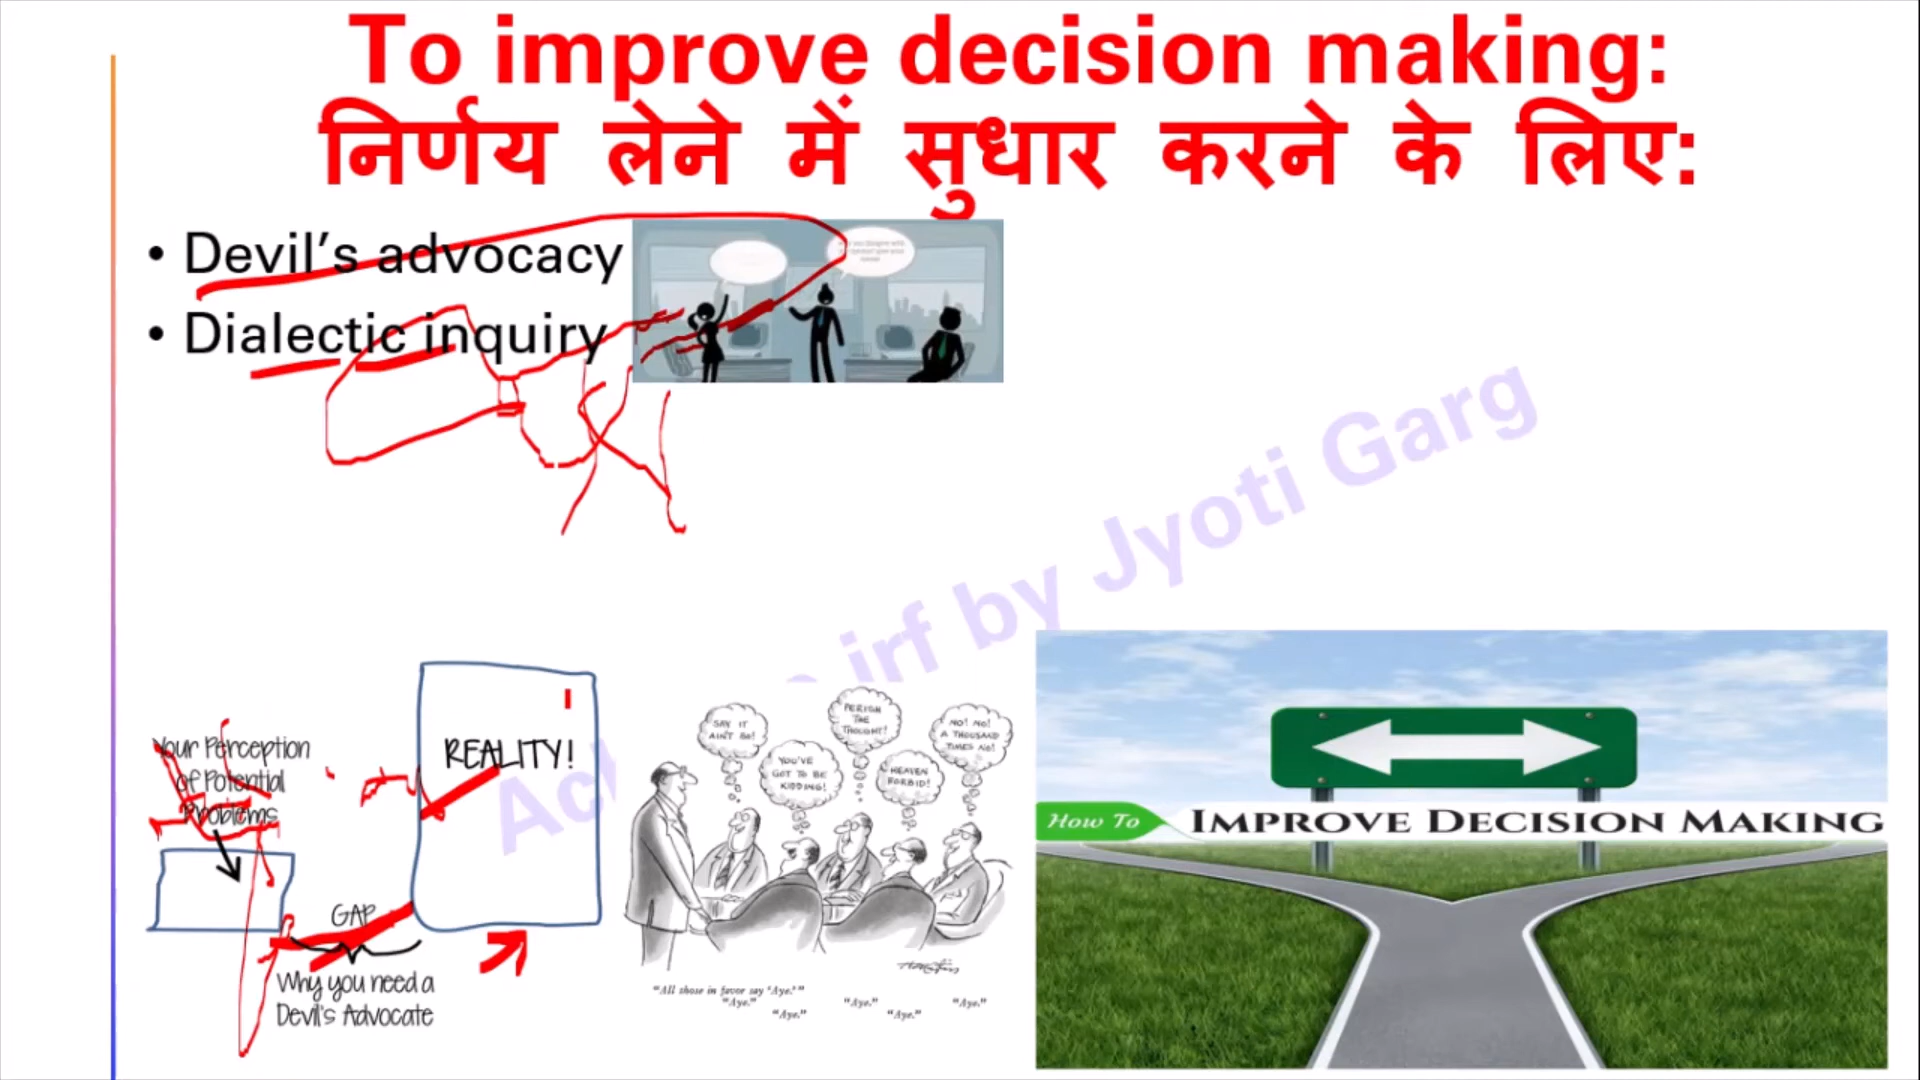 To improve decision making:
निर्णय लेने में सुधार करने के लिए:
• Devil’s advocacy
• Dialectic inquiry
irf by Jyoti Garg
Your Perception
of Potential
Problems
REALITY!
GAP
Why you need a
Devil's Advocate
SAY IT
AIN'T SO!
YOU'VE
GOT TO BE
KIDDING!
PERISH
THE
THOUGHT!
HEAVEN
FORBID!
NO! NO!
A THOUSAND
TIMES NO!
“All those in favor say ‘Aye.’”
“Aye.”
“Aye.”
“Aye.”
“Aye.”
“Aye.”
How To
IMPROVE DECISION MAKING